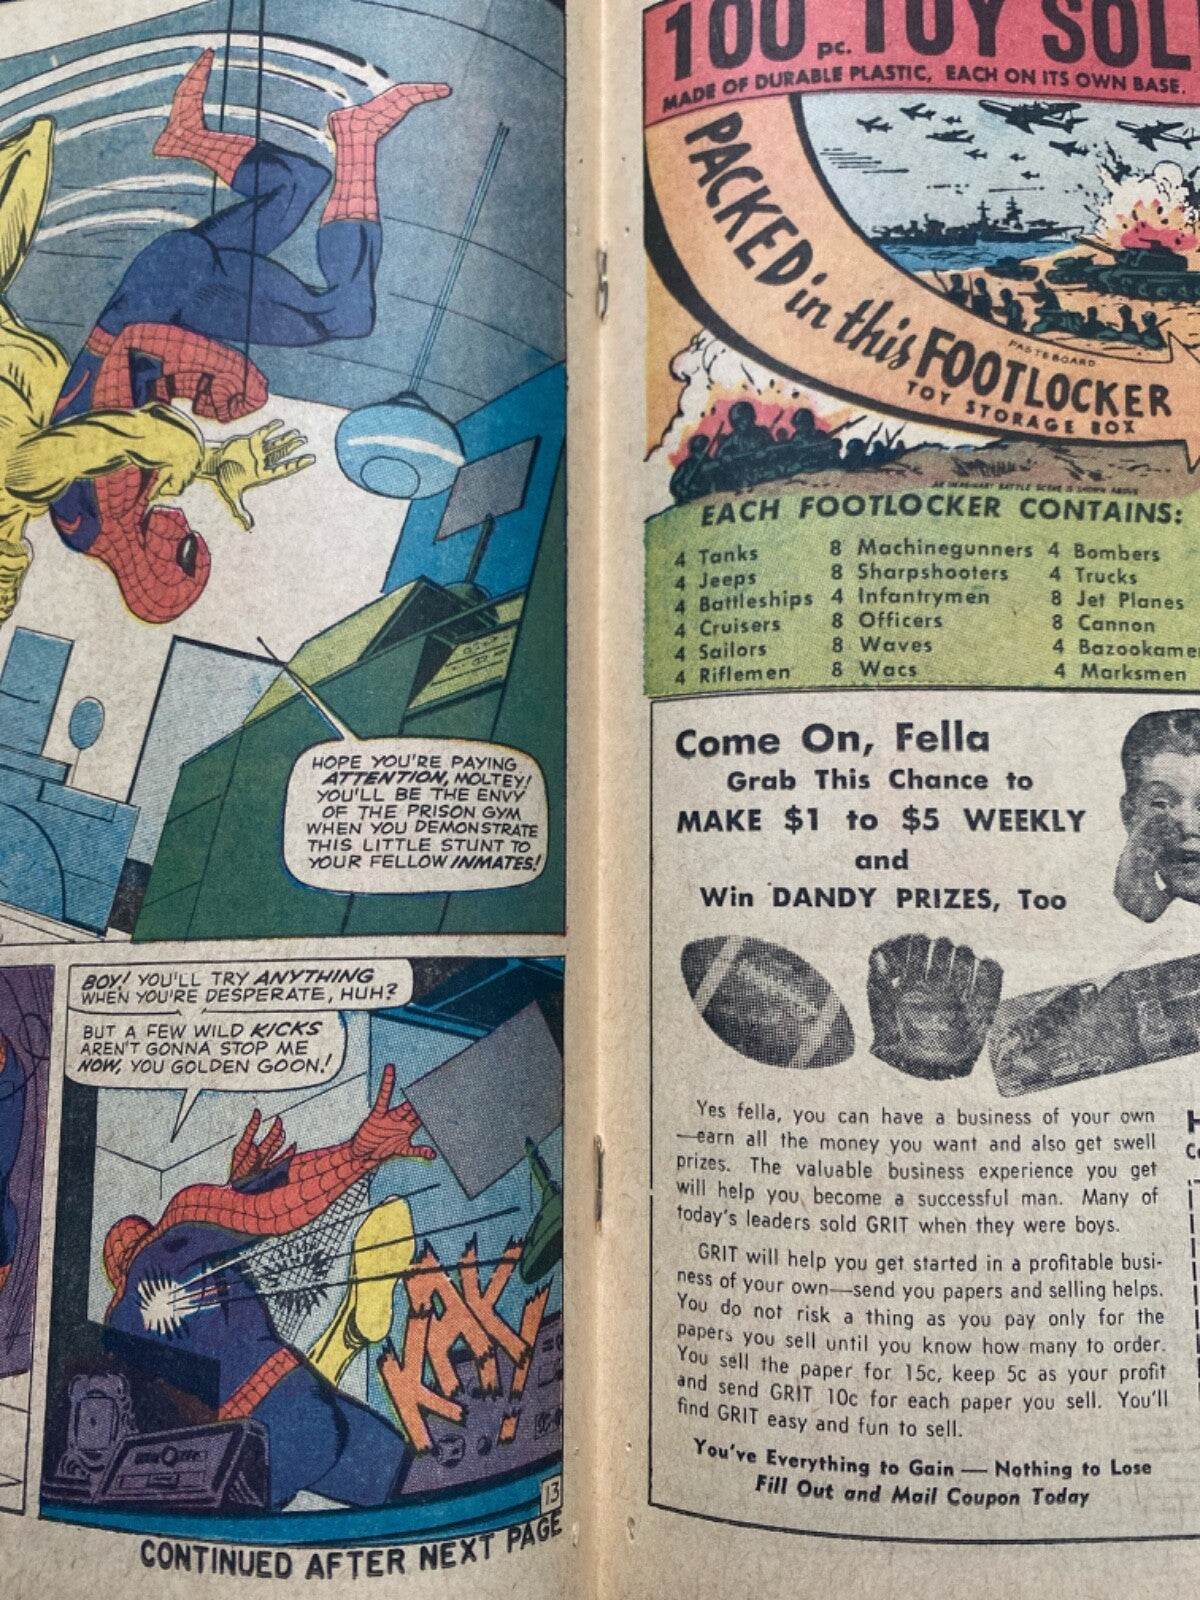 HOPE YOU'RE PAYING
ATTENTION, MOLTEY!
YOU'LL BE THE ENVY
OF THE PRISON GYM
WHEN YOU DEMONSTRATE
THIS LITTLE STUNT TO
YOUR FELLOW INMATES!
BOY! YOU'LL TRY ANYTHING
WHEN YOU'RE DESPERATE, HUH?
BUT A FEW WILD KICKS
AREN'T GONNA STOP ME
NOW, YOU GOLDEN GOON!
KAK!
13
CONTINUED AFTER NEXT PAGE
100 pc. TOY SOL
MADE OF DURABLE PLASTIC, EACH ON ITS OWN BASE.
PACKED in this FOOTLOCKER
PASTEBOARD
TOY STORAGE BOX
AN IMAGINARY BATTLE SCENE IS SHOWN ABOVE
EACH FOOTLOCKER CONTAINS:
4 Tanks 8 Machinegunners 4 Bombers
4 Jeeps 8 Sharpshooters 4 Trucks
4 Battleships 4 Infantrymen 8 Jet Planes
4 Cruisers 8 Officers 8 Cannon
4 Sailors 8 Waves 4 Bazookame
4 Riflemen 8 Wacs 4 Marksmen
Come On, Fella
Grab This Chance to
MAKE $1 to $5 WEEKLY
and
Win DANDY PRIZES, Too
Yes fella, you can have a business of your own
—earn all the money you want and also get swell
prizes. The valuable business experience you get
will help you become a successful man. Many of
today's leaders sold GRIT when they were boys.
GRIT will help you get started in a profitable busi-
ness of your own—send you papers and selling helps.
You do not risk a thing as you pay only for the
papers you sell until you know how many to order.
You sell the paper for 15c, keep 5c as your profit
and send GRIT 10c for each paper you sell. You'll
find GRIT easy and fun to sell.
You've Everything to Gain — Nothing to Lose
Fill Out and Mail Coupon Today